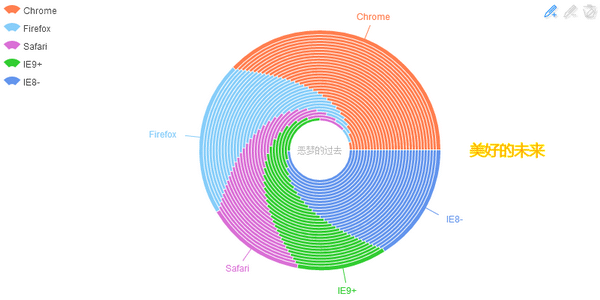 Chrome
Firefox
Safari
IE9+
IE8-
Chrome
Firefox
恶梦的过去
美好的未来
IE8-
Safari
IE9+